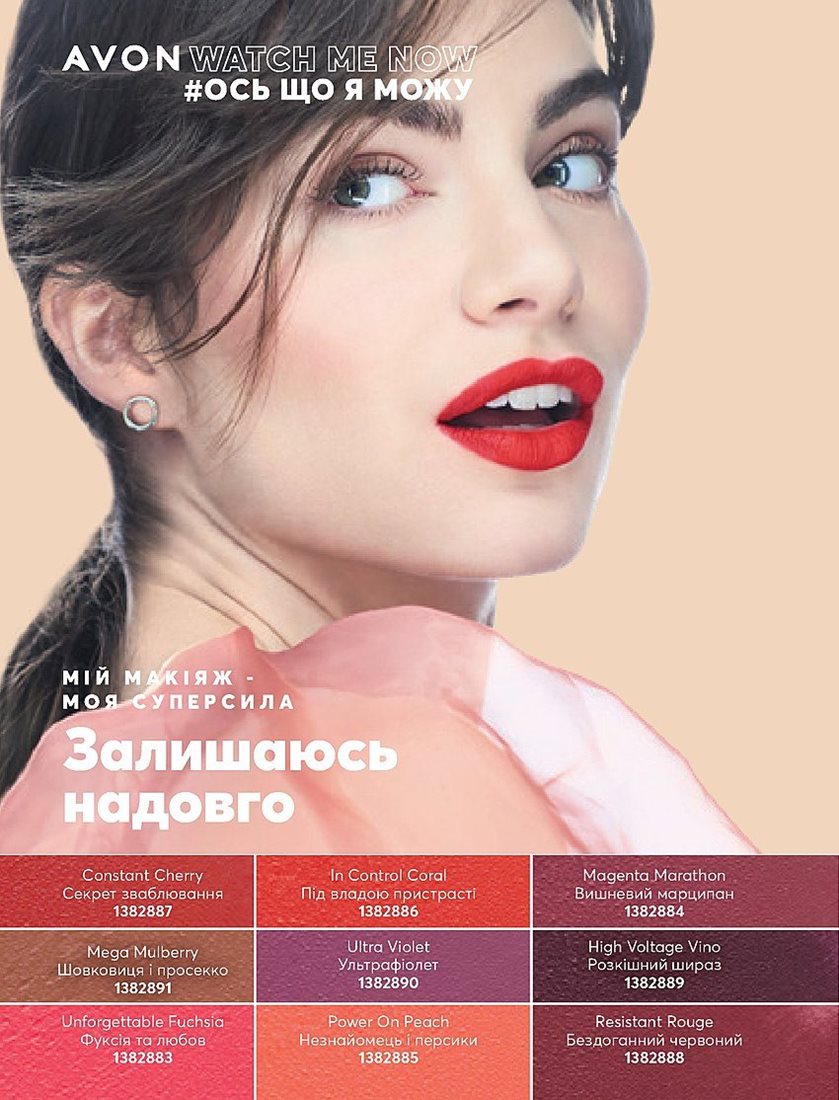 AVON WATCH ME NOW
#ОСЬ ЩО Я МОЖУ
МІЙ МАКІЯЖ -
МОЯ СУПЕРСИЛА
Залишаюсь
надовго
Constant Cherry
Секрет зваблювання
1382887
In Control Coral
Під владою пристрасті
1382886
Magenta Marathon
Вишневий марципан
1382884
Mega Mulberry
Шовковиця і просекко
1382891
Ultra Violet
Ультрафіолет
1382890
High Voltage Vino
Розкішний шираз
1382889
Unforgettable Fuchsia
Фуксія та любов
1382883
Power On Peach
Незнайомець і персики
1382885
Resistant Rouge
Бездоганний червоний
1382888